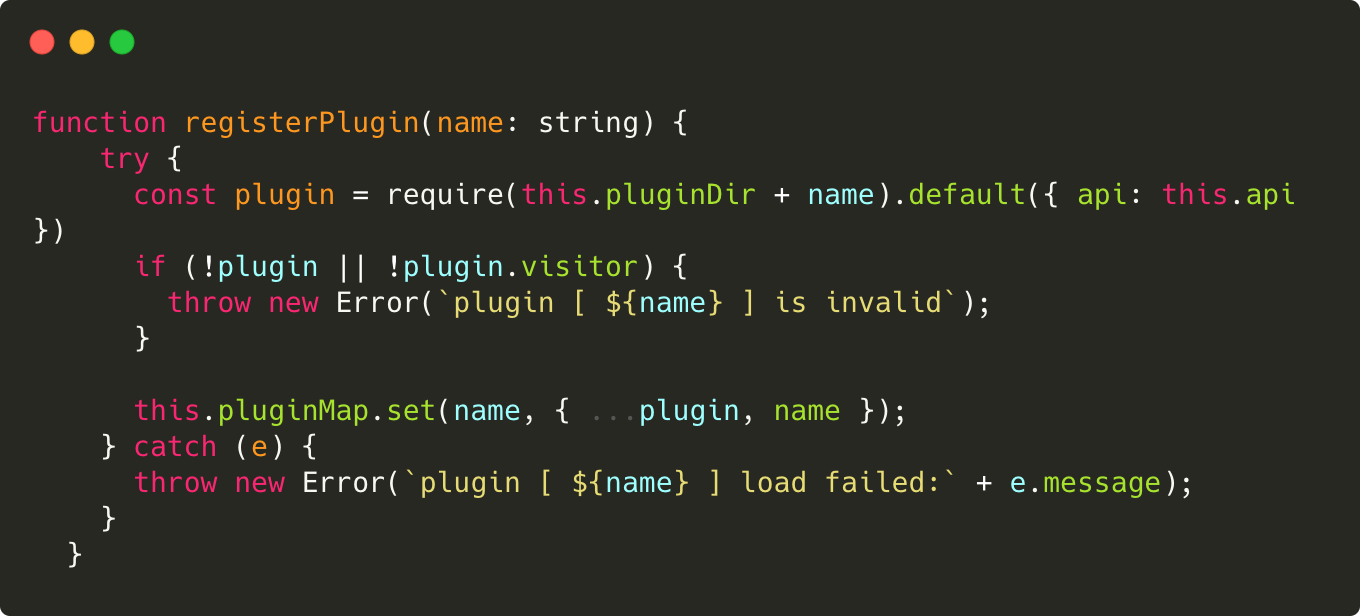 function registerPlugin(name: string) {
    try {
      const plugin = require(this.pluginDir + name).default({ api: this.api
})
      if (!plugin || !plugin.visitor) {
        throw new Error(`plugin [ ${name} ] is invalid`);
      }

      this.pluginMap.set(name, { ...plugin, name });
    } catch (e) {
      throw new Error(`plugin [ ${name} ] load failed:` + e.message);
    }
  }